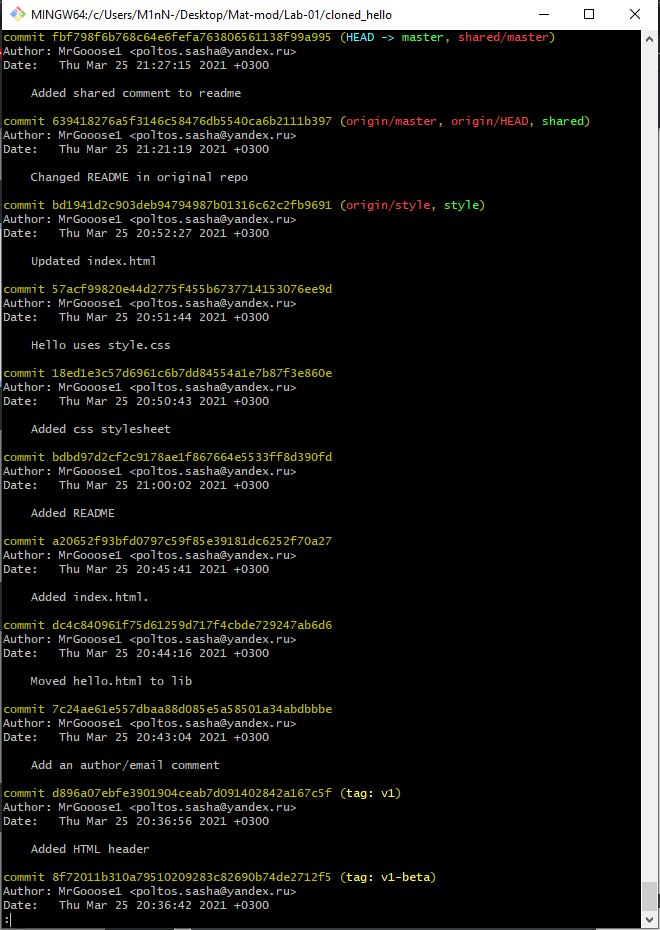 MINGW64:/c/Users/M1nN-/Desktop/Mat-mod/Lab-01/cloned_hello
commit fbf798f6b768c64e6fefa763806561138f99a995 (HEAD -> master, shared/master)
Author: MrGooose1 <poltos.sasha@yandex.ru>
Date:   Thu Mar 25 21:27:15 2021 +0300
Added shared comment to readme
commit 639418276a5f3146c58476db5540ca6b2111b397 (origin/master, origin/HEAD, shared)
Author: MrGooose1 <poltos.sasha@yandex.ru>
Date:   Thu Mar 25 21:21:19 2021 +0300
Changed README in original repo
commit bd1941d2c903deb94794987b01316c62c2fb9691 (origin/style, style)
Author: MrGooose1 <poltos.sasha@yandex.ru>
Date:   Thu Mar 25 20:52:27 2021 +0300
Updated index.html
commit 57acf99820e44d2775f455b6737714153076ee9d
Author: MrGooose1 <poltos.sasha@yandex.ru>
Date:   Thu Mar 25 20:51:44 2021 +0300
Hello uses style.css
commit 18ed1e3c57d6961c6b7dd84554a1e7b87f3e860e
Author: MrGooose1 <poltos.sasha@yandex.ru>
Date:   Thu Mar 25 20:50:43 2021 +0300
Added css stylesheet
commit bdbd97d2cf2c9178ae1f867664e5533ff8d390fd
Author: MrGooose1 <poltos.sasha@yandex.ru>
Date:   Thu Mar 25 21:00:02 2021 +0300
Added README
commit a20652f93bfd0797c59f85e39181dc6252f70a27
Author: MrGooose1 <poltos.sasha@yandex.ru>
Date:   Thu Mar 25 20:45:41 2021 +0300
Added index.html.
commit dc4c840961f75d61259d717f4cbde729247ab6d6
Author: MrGooose1 <poltos.sasha@yandex.ru>
Date:   Thu Mar 25 20:44:16 2021 +0300
Moved hello.html to lib
commit 7c24ae61e557dbaa88d085e5a58501a34abdbbbe
Author: MrGooose1 <poltos.sasha@yandex.ru>
Date:   Thu Mar 25 20:43:04 2021 +0300
Add an author/email comment
commit d896a07ebfe3901904ceab7d091402842a167c5f (tag: v1)
Author: MrGooose1 <poltos.sasha@yandex.ru>
Date:   Thu Mar 25 20:36:56 2021 +0300
Added HTML header
commit 8f72011b310a79510209283c82690b74de2712f5 (tag: v1-beta)
Author: MrGooose1 <poltos.sasha@yandex.ru>
Date:   Thu Mar 25 20:36:42 2021 +0300
: